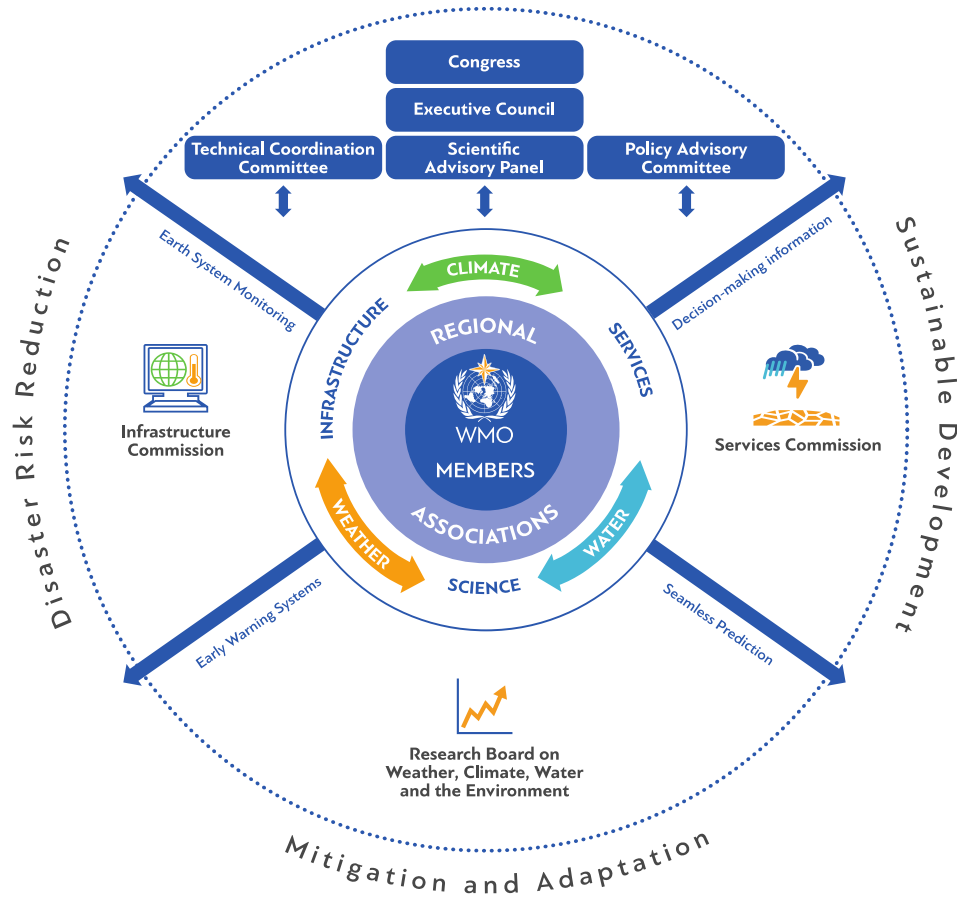 Congress
Executive Council
Technical Coordination
Committee
Scientific
Advisory Panel
Policy Advisory
Committee
Disaster Risk Reduction
Sustainable Development
Mitigation and Adaptation
Earth System Monitoring
Decision-making information
Early Warning Systems
Seamless Prediction
Infrastructure
Commission
Services Commission
Research Board on
Weather, Climate, Water
and the Environment
INFRASTRUCTURE
CLIMATE
SERVICES
WEATHER
WATER
SCIENCE
REGIONAL
ASSOCIATIONS
WMO
MEMBERS